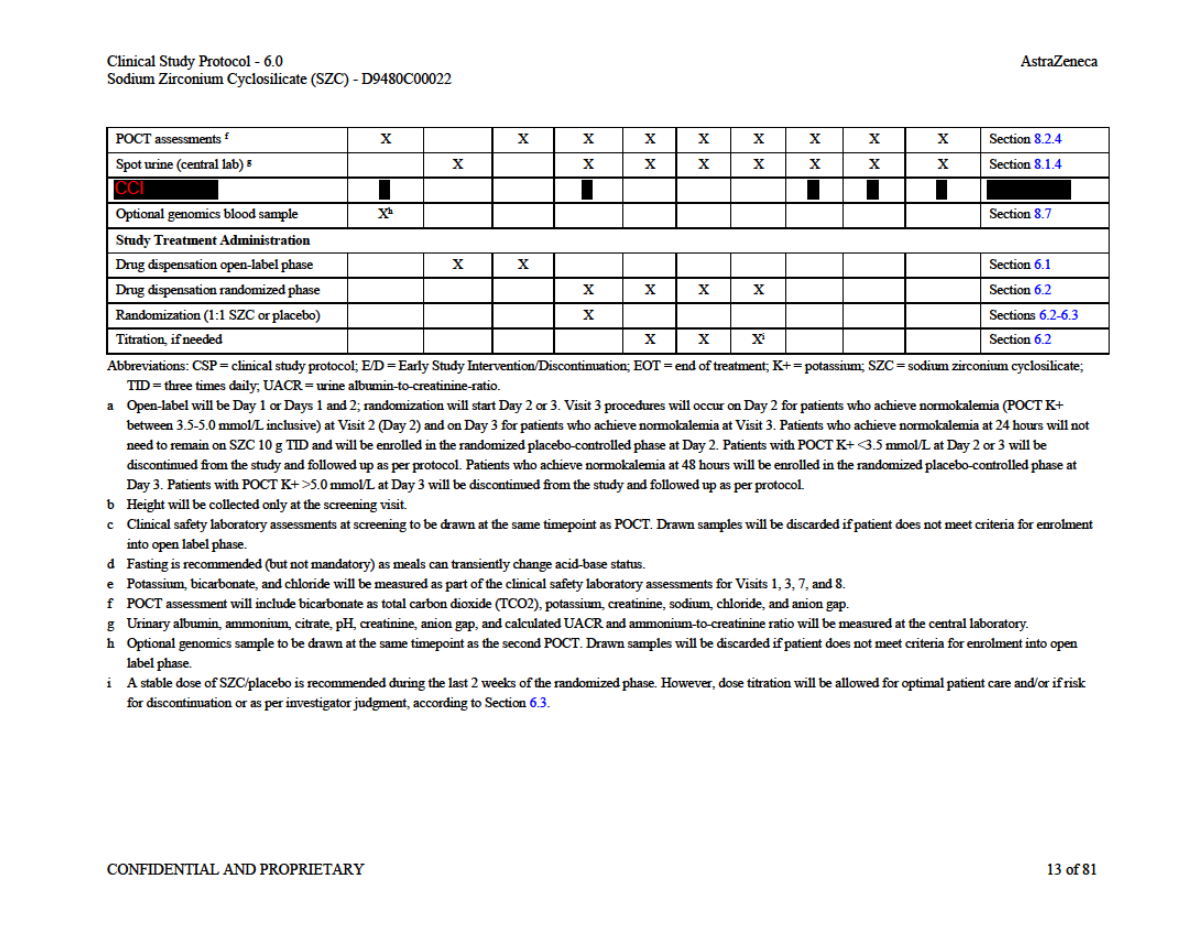 Clinical Study Protocol - 6.0 AstraZeneca
Sodium Zirconium Cyclosilicate (SZC) - D9480C00022
POCT assessments f X X X X X X X X X Section 8.2.4
Spot urine (central lab) g X X X X X X X X Section 8.1.4
CCI
Optional genomics blood sample Xh Section 8.7
Study Treatment Administration
Drug dispensation open-label phase X X Section 6.1
Drug dispensation randomized phase X X X X Section 6.2
Randomization (1:1 SZC or placebo) X Sections 6.2-6.3
Titration, if needed X X Xi Section 6.2
Abbreviations: CSP = clinical study protocol; E/D = Early Study Intervention/Discontinuation; EOT = end of treatment; K+ = potassium; SZC = sodium zirconium cyclosilicate;
TID = three times daily; UACR = urine albumin-to-creatinine-ratio.
a Open-label will be Day 1 or Days 1 and 2; randomization will start Day 2 or 3. Visit 3 procedures will occur on Day 2 for patients who achieve normokalemia (POCT K+
between 3.5-5.0 mmol/L inclusive) at Visit 2 (Day 2) and on Day 3 for patients who achieve normokalemia at Visit 3. Patients who achieve normokalemia at 24 hours will not
need to remain on SZC 10 g TID and will be enrolled in the randomized placebo-controlled phase at Day 2. Patients with POCT K+ <3.5 mmol/L at Day 2 or 3 will be
discontinued from the study and followed up as per protocol. Patients who achieve normokalemia at 48 hours will be enrolled in the randomized placebo-controlled phase at
Day 3. Patients with POCT K+ >5.0 mmol/L at Day 3 will be discontinued from the study and followed up as per protocol.
b Height will be collected only at the screening visit.
c Clinical safety laboratory assessments at screening to be drawn at the same timepoint as POCT. Drawn samples will be discarded if patient does not meet criteria for enrolment
into open label phase.
d Fasting is recommended (but not mandatory) as meals can transiently change acid-base status.
e Potassium, bicarbonate, and chloride will be measured as part of the clinical safety laboratory assessments for Visits 1, 3, 7, and 8.
f POCT assessment will include bicarbonate as total carbon dioxide (TCO2), potassium, creatinine, sodium, chloride, and anion gap.
g Urinary albumin, ammonium, citrate, pH, creatinine, anion gap, and calculated UACR and ammonium-to-creatinine ratio will be measured at the central laboratory.
h Optional genomics sample to be drawn at the same timepoint as the second POCT. Drawn samples will be discarded if patient does not meet criteria for enrolment into open
label phase.
i A stable dose of SZC/placebo is recommended during the last 2 weeks of the randomized phase. However, dose titration will be allowed for optimal patient care and/or if risk
for discontinuation or as per investigator judgment, according to Section 6.3.
CONFIDENTIAL AND PROPRIETARY 13 of 81